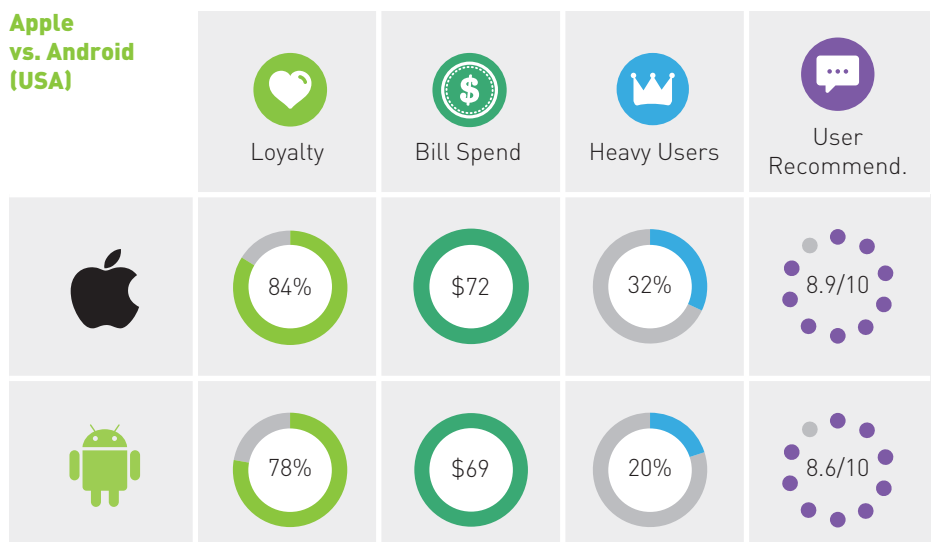 Apple
vs. Android
(USA)
$
Loyalty
Bill Spend
Heavy Users
User
Recommend.
84%
$72
32%
8.9/10
78%
$69
20%
8.6/10